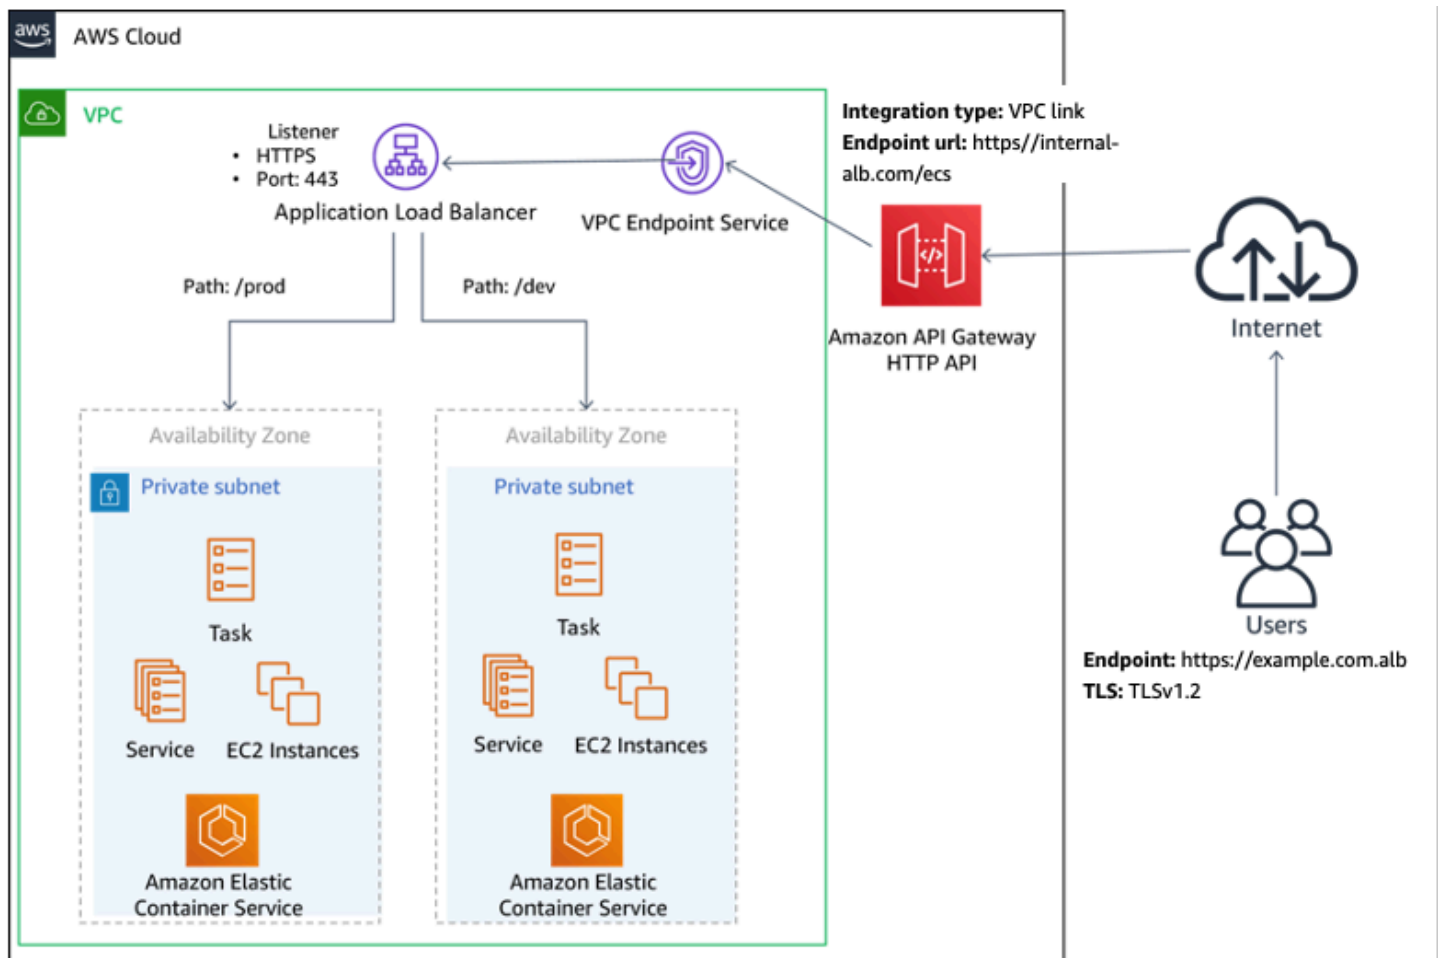 aws
AWS Cloud
VPC
Listener
• HTTPS
• Port: 443
Application Load Balancer
VPC Endpoint Service
Integration type: VPC link
Endpoint url: https//internal-
alb.com/ecs
Amazon API Gateway
HTTP API
Internet
Users
Endpoint: https://example.com.alb
TLS: TLSv1.2
Path: /prod
Path: /dev
Availability Zone
Private subnet
Task
Service
EC2 Instances
Amazon Elastic
Container Service
Availability Zone
Private subnet
Task
Service
EC2 Instances
Amazon Elastic
Container Service